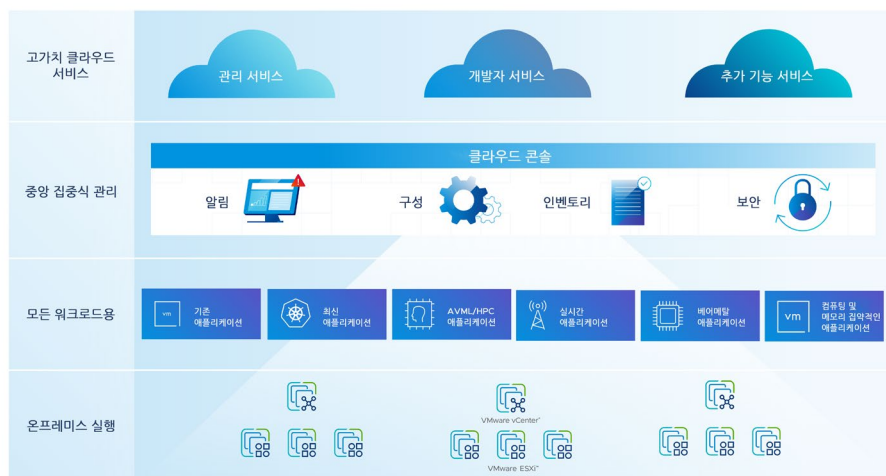 고가치 클라우드
서비스
관리 서비스
개발자 서비스
추가 기능 서비스
중앙 집중식 관리
클라우드 콘솔
알림
구성
인벤토리
보안
모든 워크로드용
vm
기존
애플리케이션
최신
애플리케이션
AVML/HPC
애플리케이션
실시간
애플리케이션
베어메탈
애플리케이션
vm
컴퓨팅 및
메모리 집약적인
애플리케이션
온프레미스 실행
VMware vCenter™
VMware ESXi™